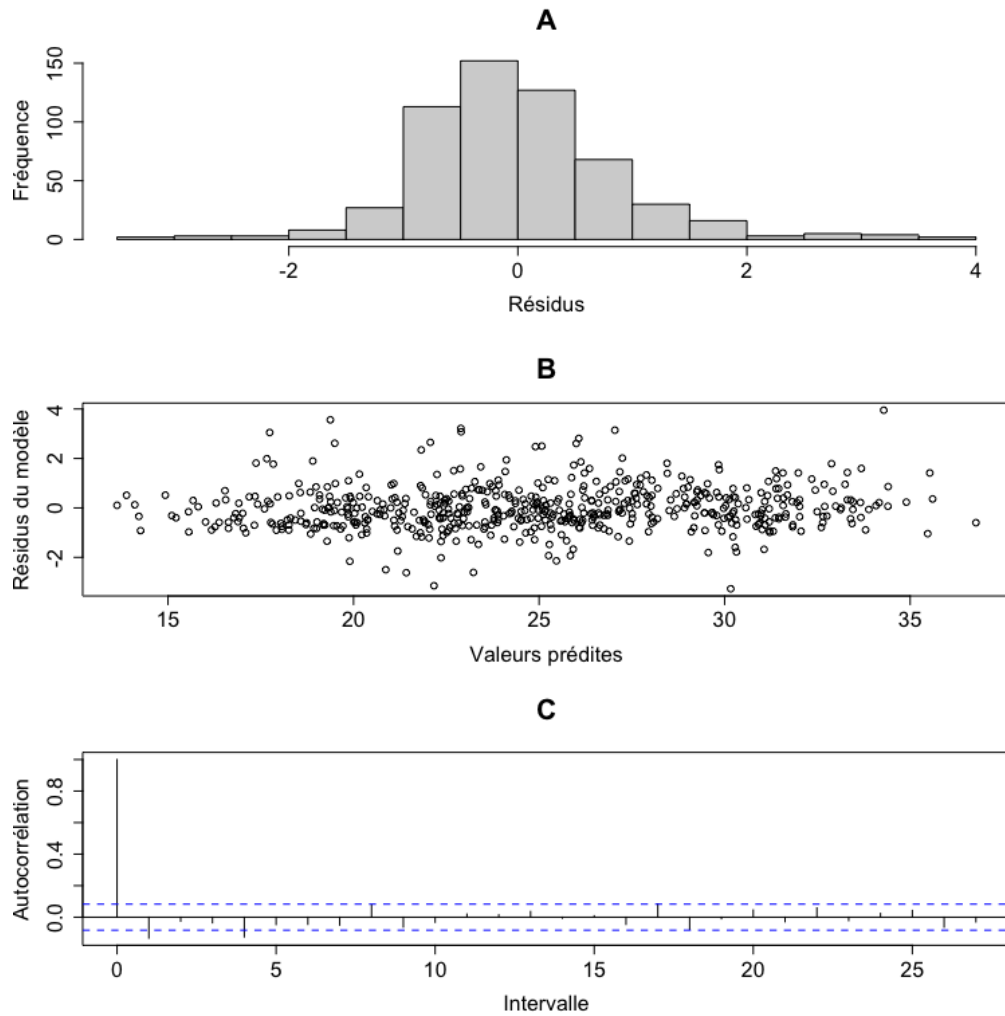 A
Fréquence
150
100
50
0
-2 0 2 4
Résidus
B
Résidus du modèle
4
2
0
-2
15 20 25 30 35
Valeurs prédites
C
Autocorrélation
0.8
0.4
0.0
0 5 10 15 20 25
Intervalle